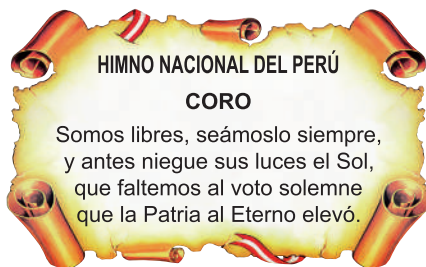 HIMNO NACIONAL DEL PERÚ
CORO
Somos libres, seámoslo siempre,
y antes niegue sus luces el Sol,
que faltemos al voto solemne
que la Patria al Eterno elevó.